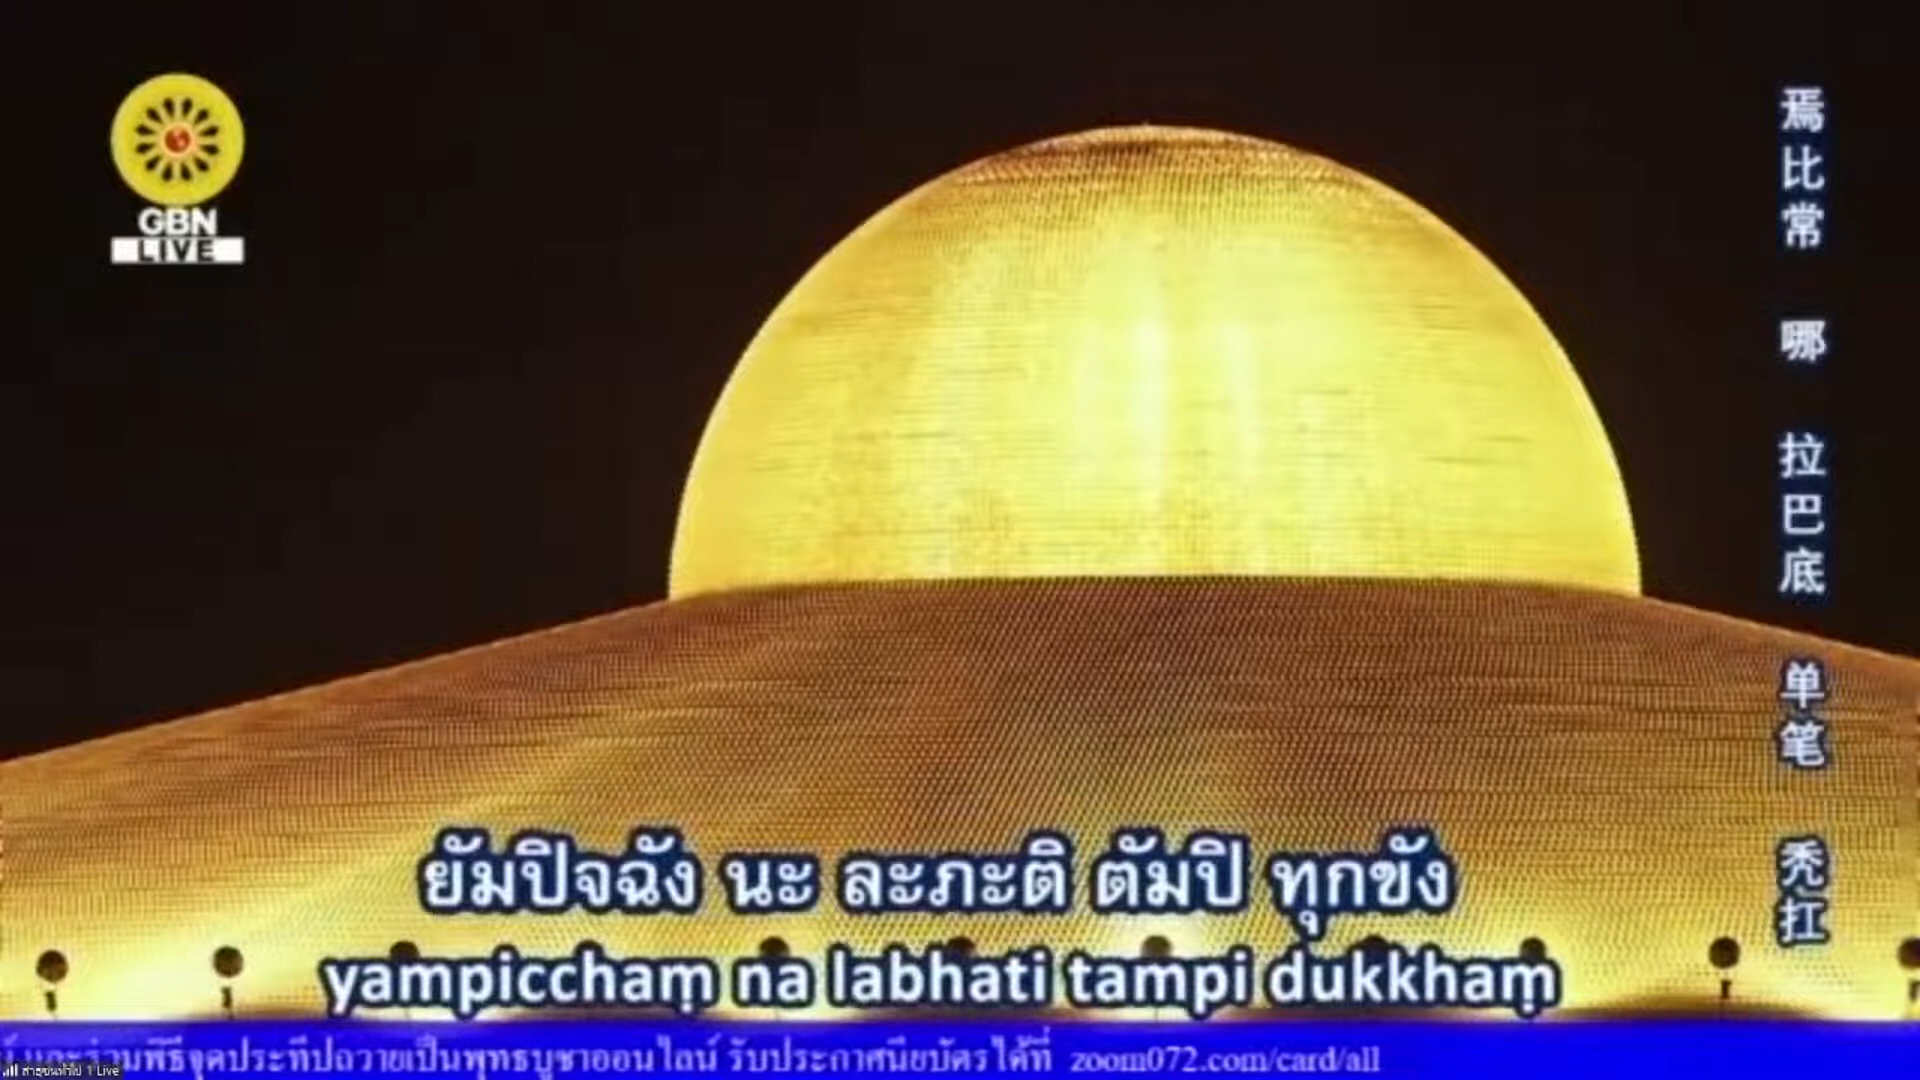 GBN
LIVE
焉比常 哪 拉巴底 单笔 秃扛
ยัมปิจฉัง นะ ละภะติ ตัมปิ ทุกขัง
yampicchaṃ na labhati tampi dukkhaṃ
ร่วมพิธีจุดประทีปถวายเป็นพุทธบูชาออนไลน์ รับประกาศนียบัตรได้ที่ zoom072.com/card/all
1 Live